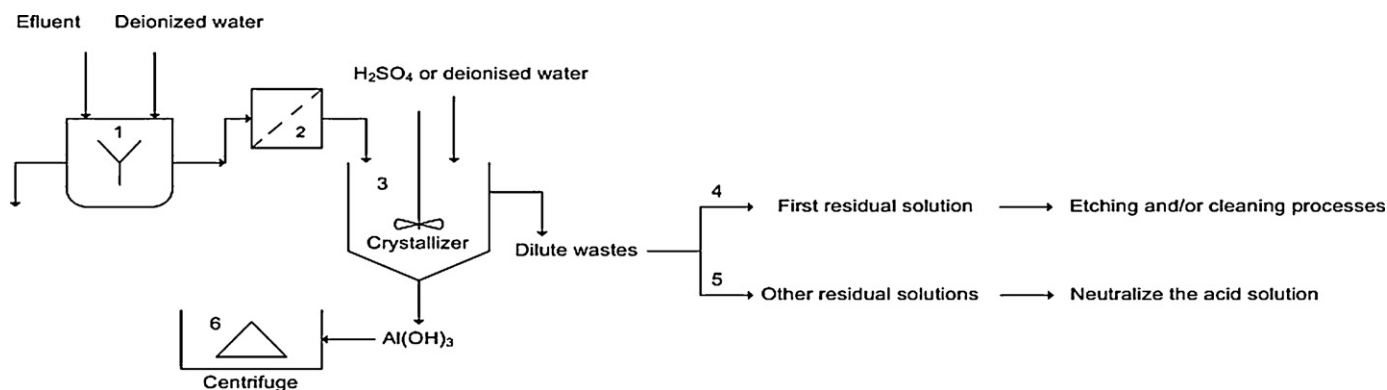 Efluent Deionized water
H₂SO₄ or deionised water
1
2
3
4
First residual solution
Etching and/or cleaning processes
Crystallizer
Dilute wastes
5
Other residual solutions
Neutralize the acid solution
6
Al(OH)₃
Centrifuge